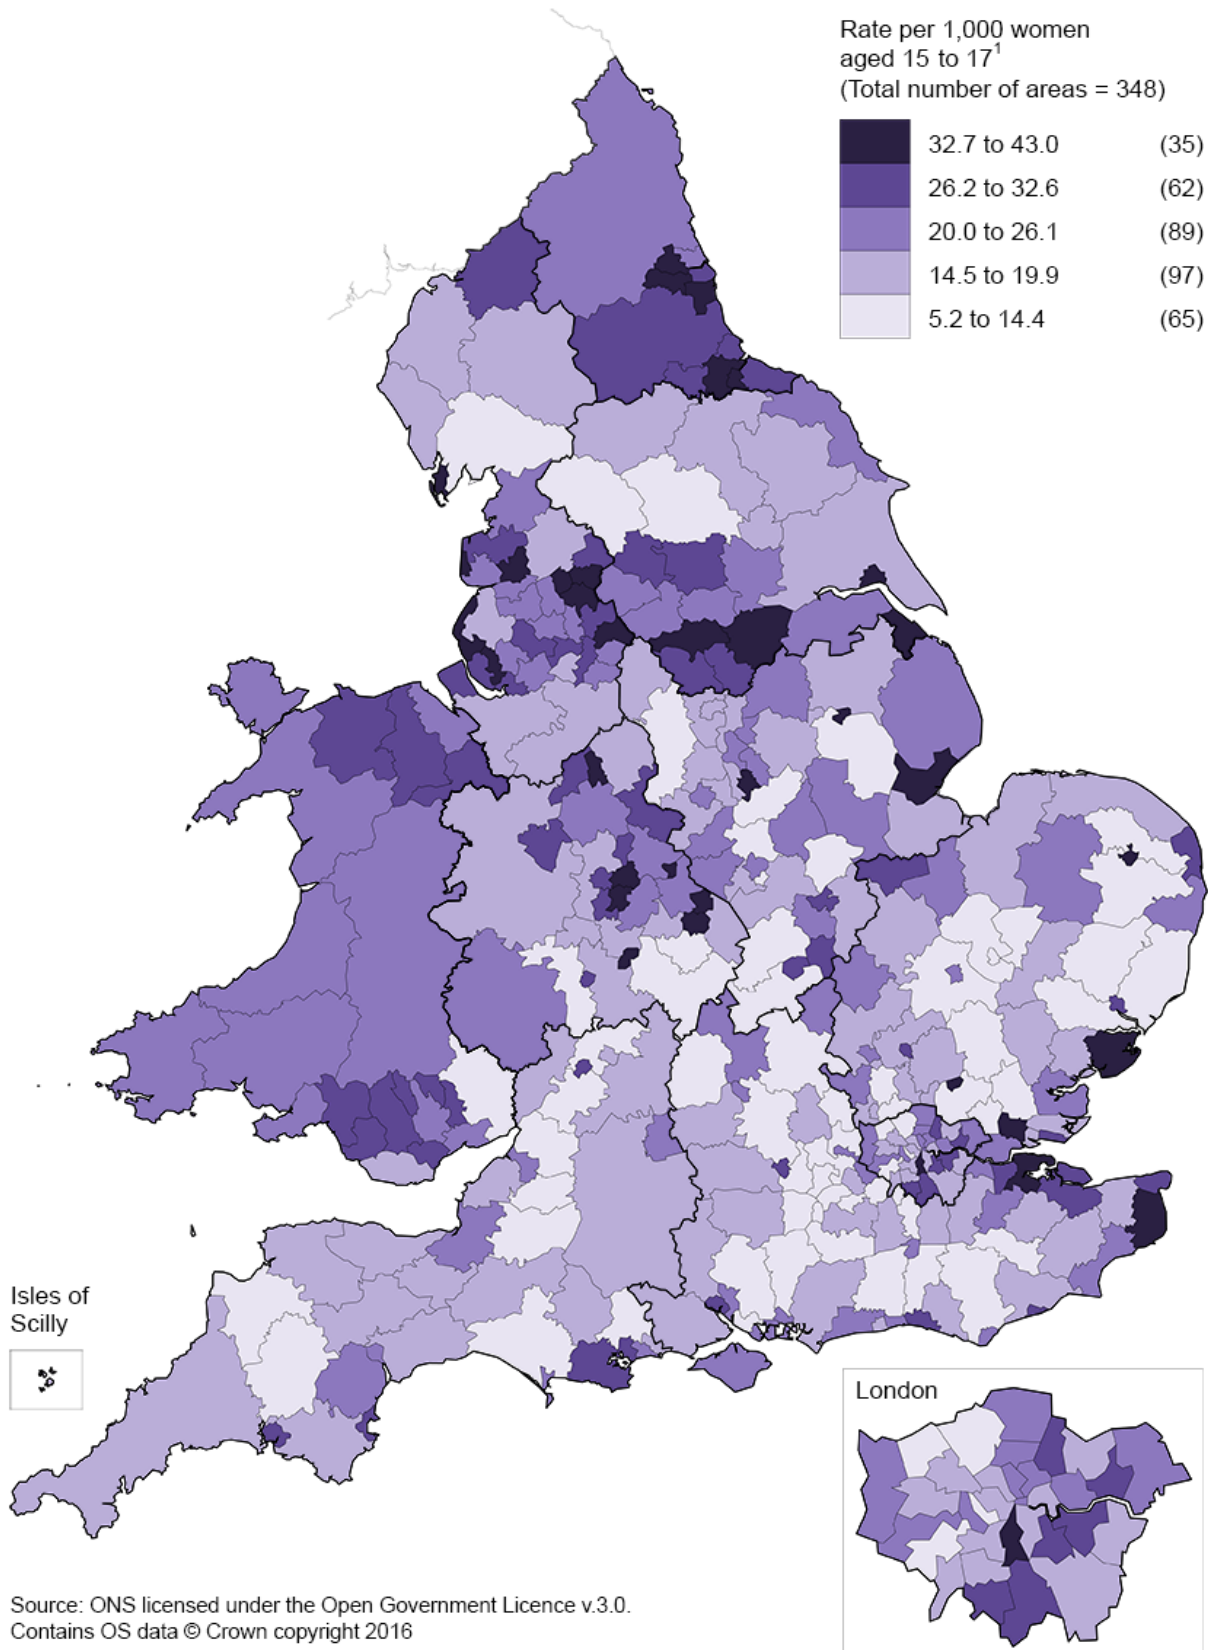 Rate per 1,000 women
aged 15 to 17¹
(Total number of areas = 348)
32.7 to 43.0 (35)
26.2 to 32.6 (62)
20.0 to 26.1 (89)
14.5 to 19.9 (97)
5.2 to 14.4 (65)
Isles of
Scilly
London
Source: ONS licensed under the Open Government Licence v.3.0.
Contains OS data © Crown copyright 2016